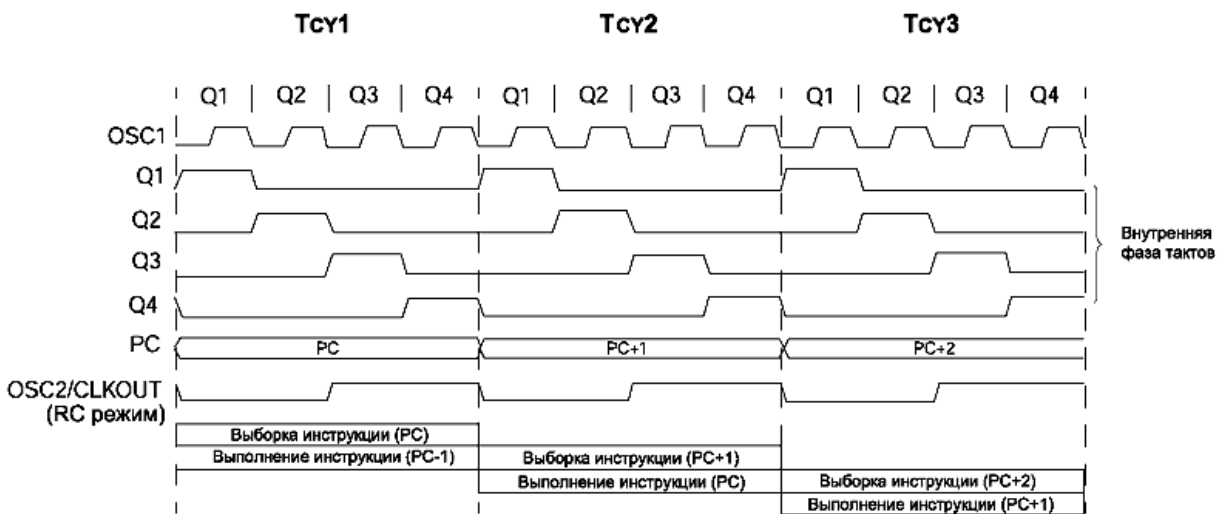 TCY1 TCY2 TCY3
Q1 Q2 Q3 Q4 Q1 Q2 Q3 Q4 Q1 Q2 Q3 Q4
OSC1
Q1
Q2
Q3
Q4
Внутренняя
фаза тактов
PC PC PC+1 PC+2
OSC2/CLKOUT
(RC режим)
Выборка инструкции (PC)
Выполнение инструкции (PC-1) Выборка инструкции (PC+1)
Выполнение инструкции (PC) Выборка инструкции (PC+2)
Выполнение инструкции (PC+1)